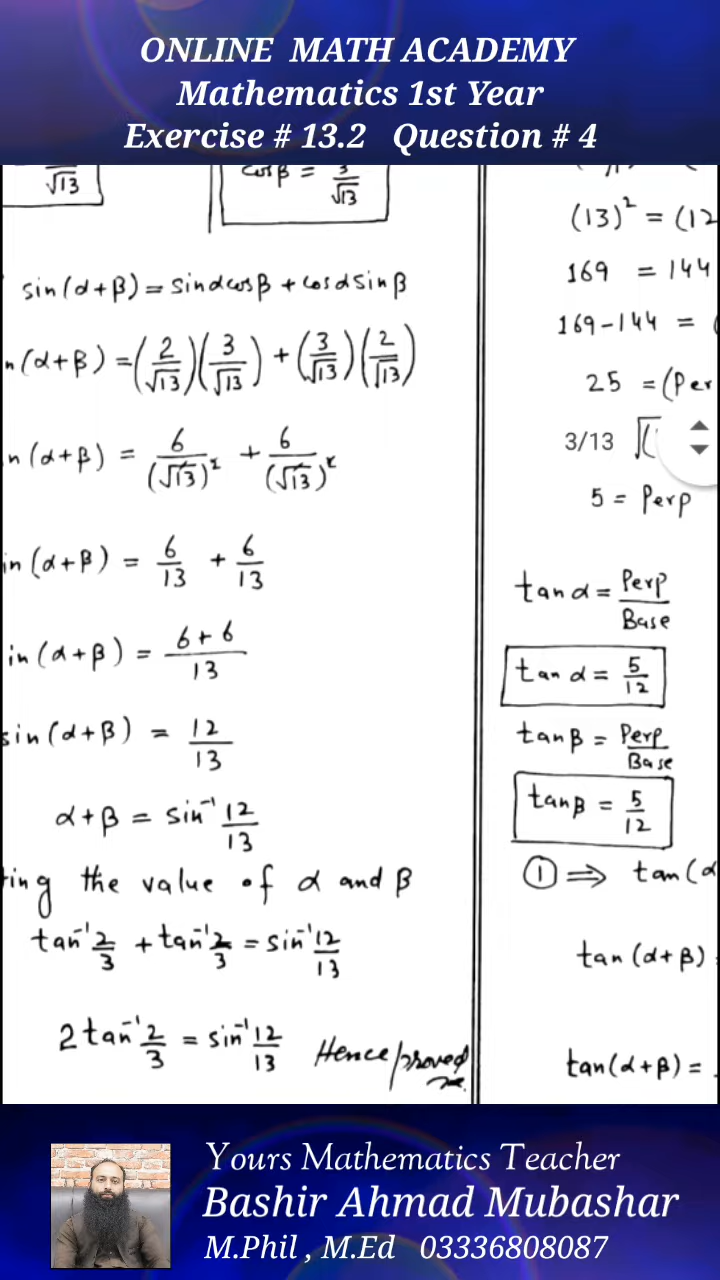 ONLINE MATH ACADEMY
Mathematics 1st Year
Exercise # 13.2 Question # 4
√13
cosβ = 3/√13
sin(α+β) = sinαcosβ + cosαsinβ
n(α+β) = (2/√13)(3/√13) + (3/√13)(2/√13)
n(α+β) = 6/(√13)² + 6/(√13)²
in(α+β) = 6/13 + 6/13
in(α+β) = 6+6/13
sin(α+β) = 12/13
α+β = sin⁻¹ 12/13
ting the value of α and β
tan⁻¹ 2/3 + tan⁻¹ 2/3 = sin⁻¹ 12/13
2tan⁻¹ 2/3 = sin⁻¹ 12/13 Hence proved
(13)² = (12
169 = 144
169-144 = (
25 = (Per
3/13 √(
5 = Perp
tanα = Perp/Base
tanα = 5/12
tanβ = Perp/Base
tanβ = 5/12
① ⇒ tan(α
tan(α+β)
tan(α+β) =
Yours Mathematics Teacher
Bashir Ahmad Mubashar
M.Phil , M.Ed 03336808087